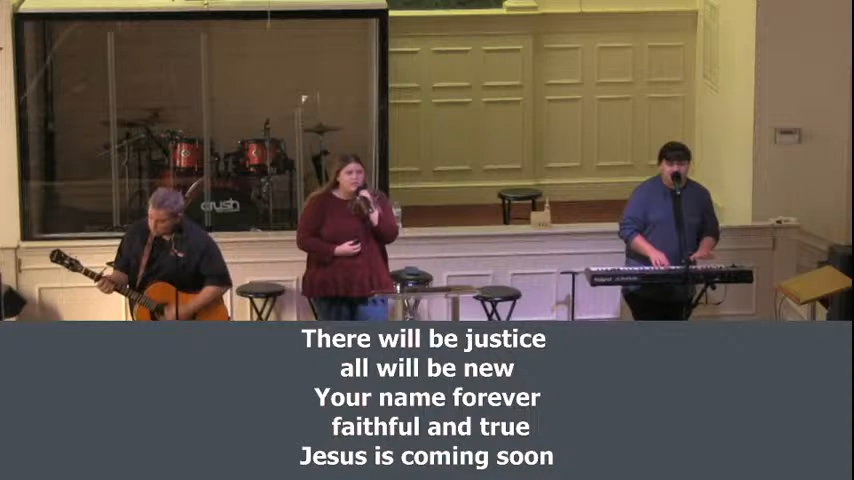 crush
There will be justice
all will be new
Your name forever
faithful and true
Jesus is coming soon